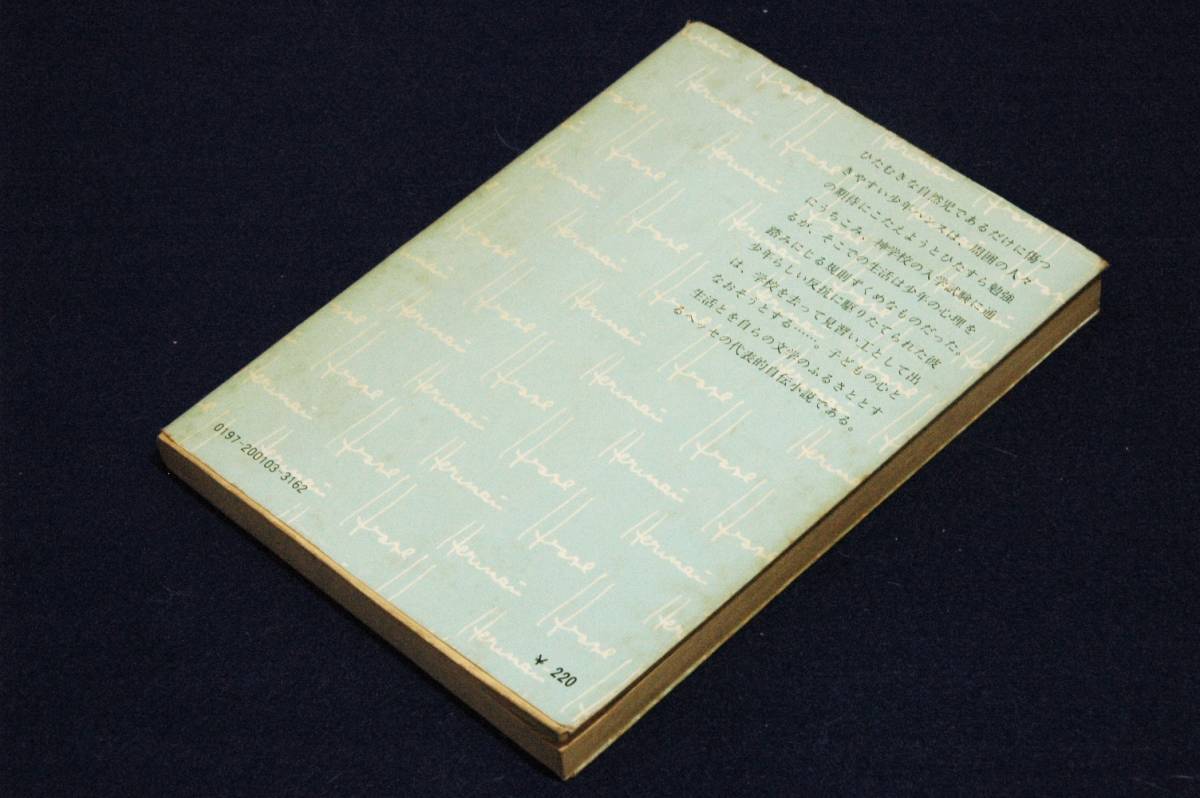 ひたむきな自然児であるだけに傷つ
きやすい少年ハンスは、周囲の人々
の期待にこたえようとひたすら勉強
にうちこみ、神学校の入学試験に通
るが、そこでの生活は少年の心理を
踏みにじる規則ずくめなものだった。
少年らしい反抗に駆りたてられた彼
は、学校を去って見習い工として出
なおそうとする……。子どもの心と
生活とを自らの文学のふるさととす
るヘッセの代表的自伝小説である。
0197-200103-3162
¥ 220